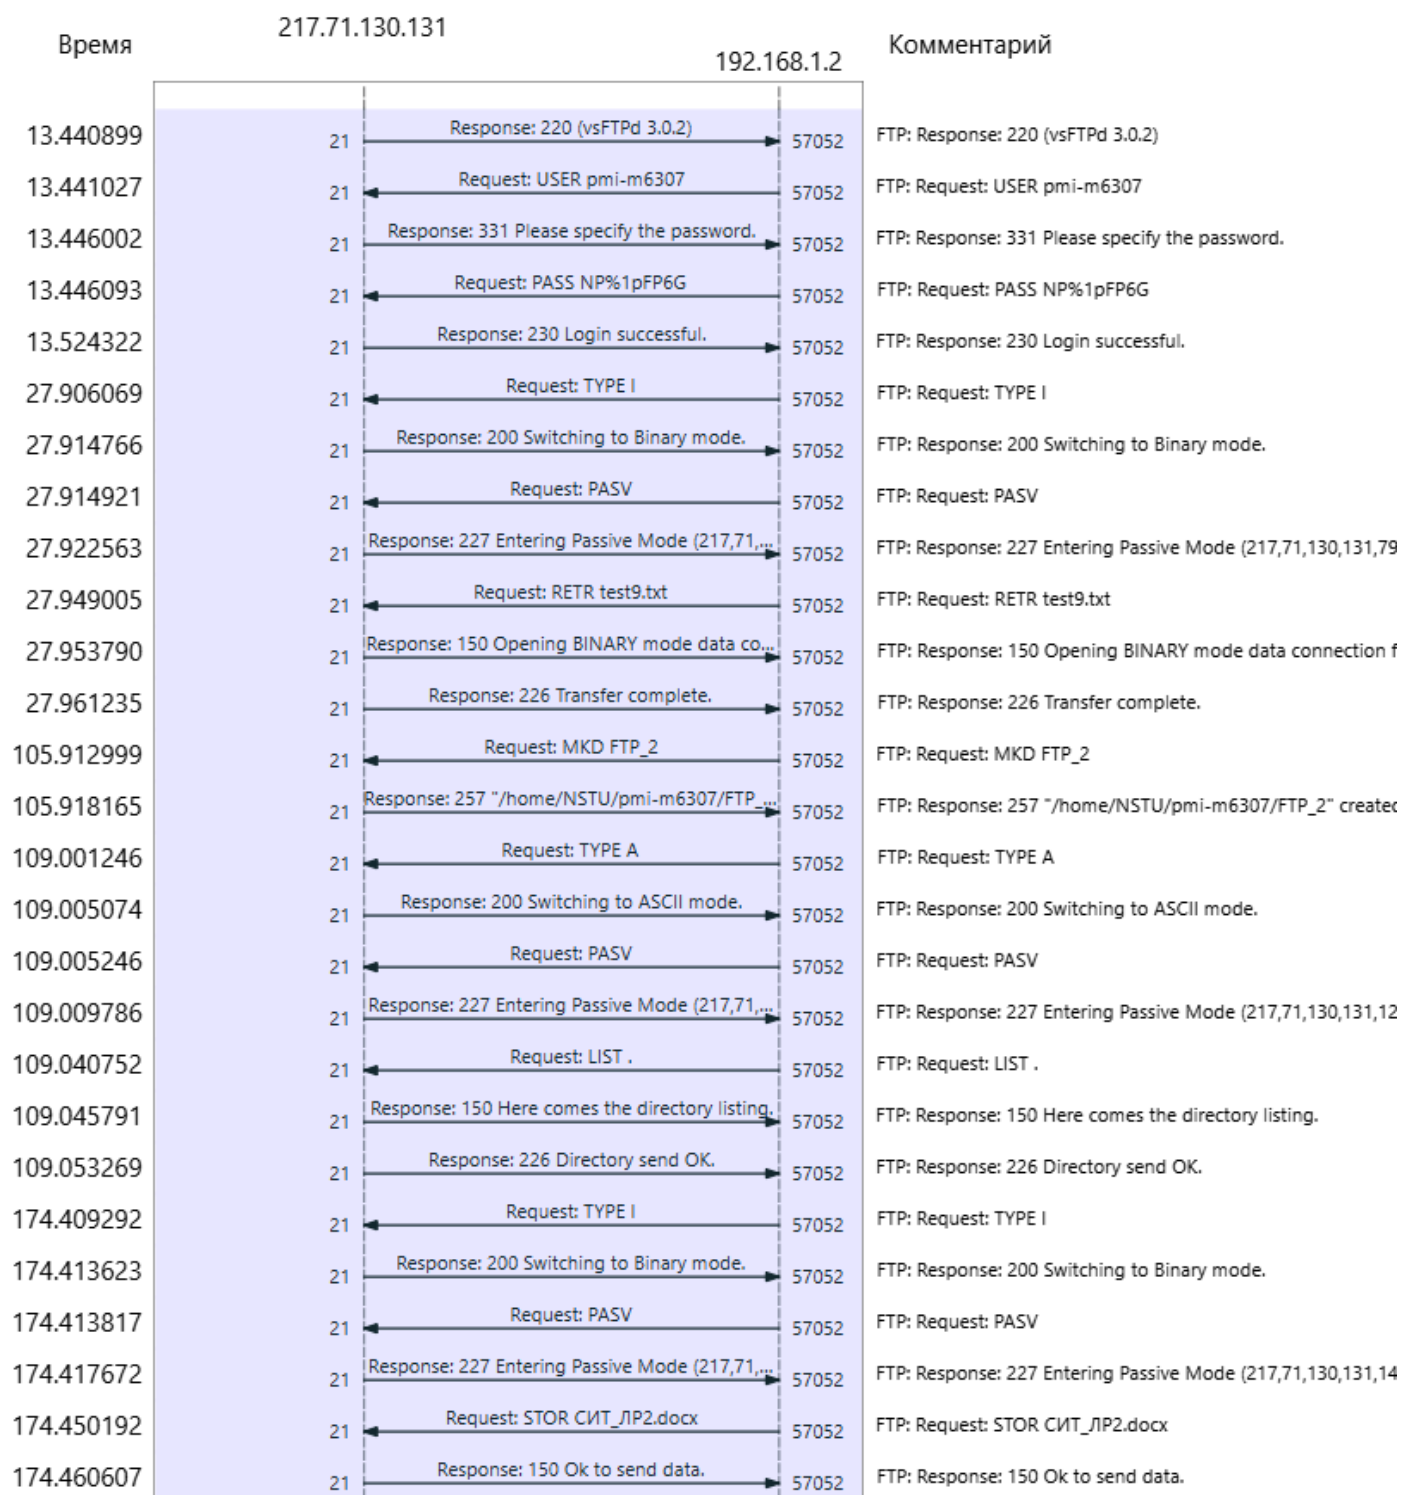 Время 217.71.130.131 192.168.1.2 Комментарий
13.440899 21 Response: 220 (vsFTPd 3.0.2) 57052 FTP: Response: 220 (vsFTPd 3.0.2)
13.441027 21 Request: USER pmi-m6307 57052 FTP: Request: USER pmi-m6307
13.446002 21 Response: 331 Please specify the password. 57052 FTP: Response: 331 Please specify the password.
13.446093 21 Request: PASS NP%1pFP6G 57052 FTP: Request: PASS NP%1pFP6G
13.524322 21 Response: 230 Login successful. 57052 FTP: Response: 230 Login successful.
27.906069 21 Request: TYPE I 57052 FTP: Request: TYPE I
27.914766 21 Response: 200 Switching to Binary mode. 57052 FTP: Response: 200 Switching to Binary mode.
27.914921 21 Request: PASV 57052 FTP: Request: PASV
27.922563 21 Response: 227 Entering Passive Mode (217,71,... 57052 FTP: Response: 227 Entering Passive Mode (217,71,130,131,79
27.949005 21 Request: RETR test9.txt 57052 FTP: Request: RETR test9.txt
27.953790 21 Response: 150 Opening BINARY mode data co... 57052 FTP: Response: 150 Opening BINARY mode data connection f
27.961235 21 Response: 226 Transfer complete. 57052 FTP: Response: 226 Transfer complete.
105.912999 21 Request: MKD FTP_2 57052 FTP: Request: MKD FTP_2
105.918165 21 Response: 257 "/home/NSTU/pmi-m6307/FTP_... 57052 FTP: Response: 257 "/home/NSTU/pmi-m6307/FTP_2" created
109.001246 21 Request: TYPE A 57052 FTP: Request: TYPE A
109.005074 21 Response: 200 Switching to ASCII mode. 57052 FTP: Response: 200 Switching to ASCII mode.
109.005246 21 Request: PASV 57052 FTP: Request: PASV
109.009786 21 Response: 227 Entering Passive Mode (217,71,... 57052 FTP: Response: 227 Entering Passive Mode (217,71,130,131,12
109.040752 21 Request: LIST . 57052 FTP: Request: LIST .
109.045791 21 Response: 150 Here comes the directory listing. 57052 FTP: Response: 150 Here comes the directory listing.
109.053269 21 Response: 226 Directory send OK. 57052 FTP: Response: 226 Directory send OK.
174.409292 21 Request: TYPE I 57052 FTP: Request: TYPE I
174.413623 21 Response: 200 Switching to Binary mode. 57052 FTP: Response: 200 Switching to Binary mode.
174.413817 21 Request: PASV 57052 FTP: Request: PASV
174.417672 21 Response: 227 Entering Passive Mode (217,71,... 57052 FTP: Response: 227 Entering Passive Mode (217,71,130,131,14
174.450192 21 Request: STOR СИТ_ЛР2.docx 57052 FTP: Request: STOR СИТ_ЛР2.docx
174.460607 21 Response: 150 Ok to send data. 57052 FTP: Response: 150 Ok to send data.